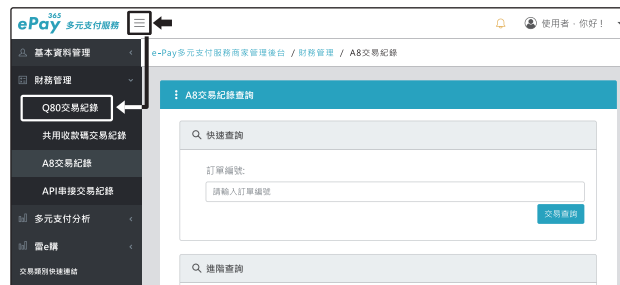 365
ePay 多元支付服務
使用者,你好!
基本資料管理
e-Pay多元支付服務商家管理後台 / 財務管理 / A8交易紀錄
財務管理
A8交易紀錄查詢
Q80交易紀錄
快速查詢
共用收款碼交易紀錄
訂單編號:
A8交易紀錄
請輸入訂單編號
API串接交易紀錄
交易查詢
多元支付分析
雷e購
進階查詢
交易類別快速連結